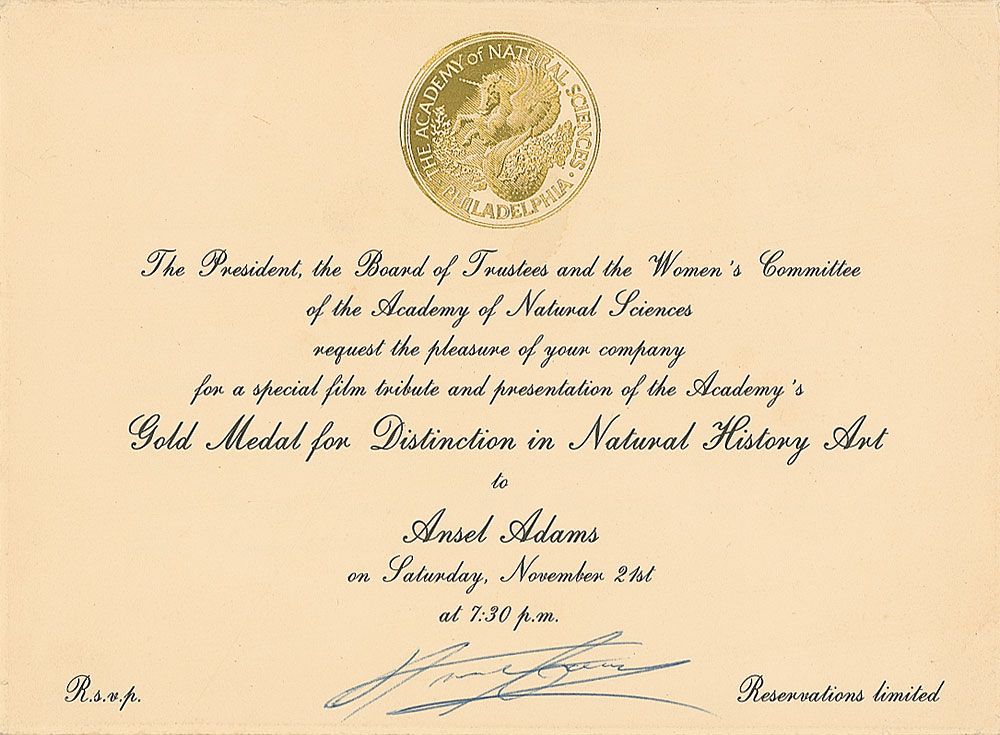 THE ACADEMY of NATURAL SCIENCES · PHILADELPHIA ·
The President, the Board of Trustees and the Women's Committee
of the Academy of Natural Sciences
request the pleasure of your company
for a special film tribute and presentation of the Academy's
Gold Medal for Distinction in Natural History Art
to
Ansel Adams
on Saturday, November 21st
at 7:30 p.m.
Ansel Adams
R.s.v.p.
Reservations limited